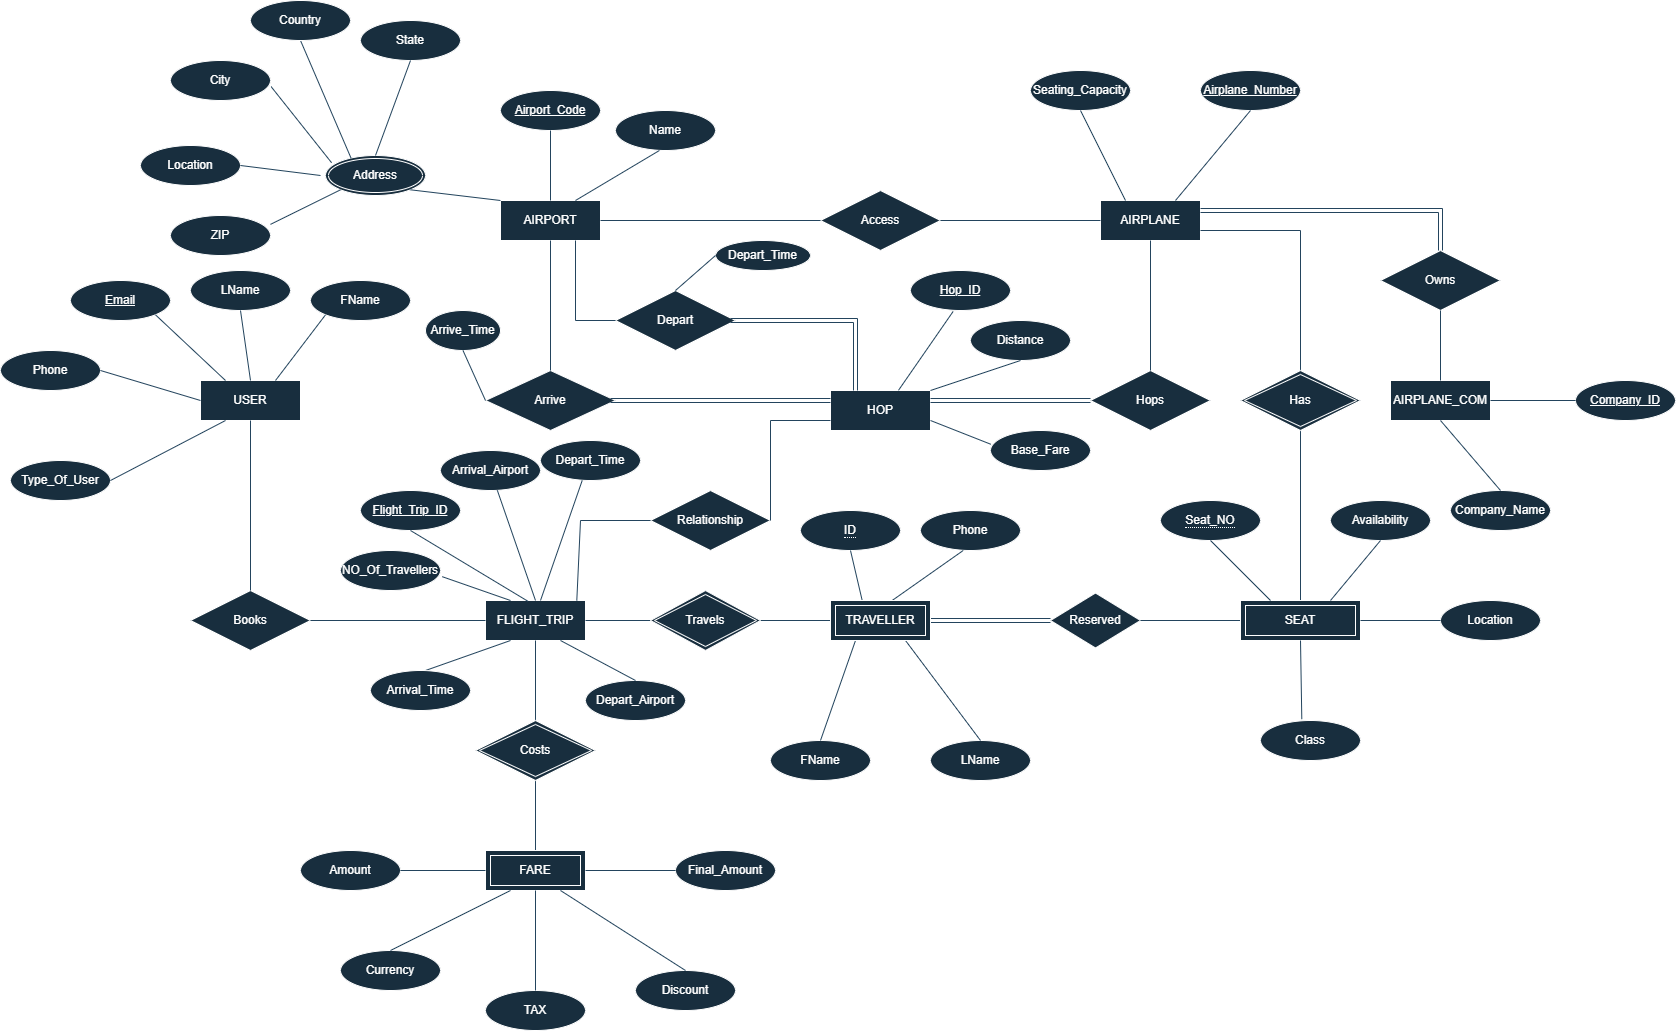 Country
State
City
Seating_Capacity
Airplane_Number
Airport_Code
Name
Location
Address
AIRPORT
Access
AIRPLANE
ZIP
Depart_Time
Owns
LName
Hop_ID
Email
FName
Depart
Arrive_Time
Distance
Phone
USER
Arrive
HOP
Hops
Has
AIRPLANE_COM
Company_ID
Base_Fare
Depart_Time
Arrival_Airport
Type_Of_User
Flight_Trip_ID
Company_Name
Relationship
ID
Phone
Seat_NO
Availability
NO_Of_Travellers
Books
FLIGHT_TRIP
Travels
TRAVELLER
Reserved
SEAT
Location
Arrival_Time
Depart_Airport
Class
Costs
FName
LName
Amount
FARE
Final_Amount
Currency
Discount
TAX